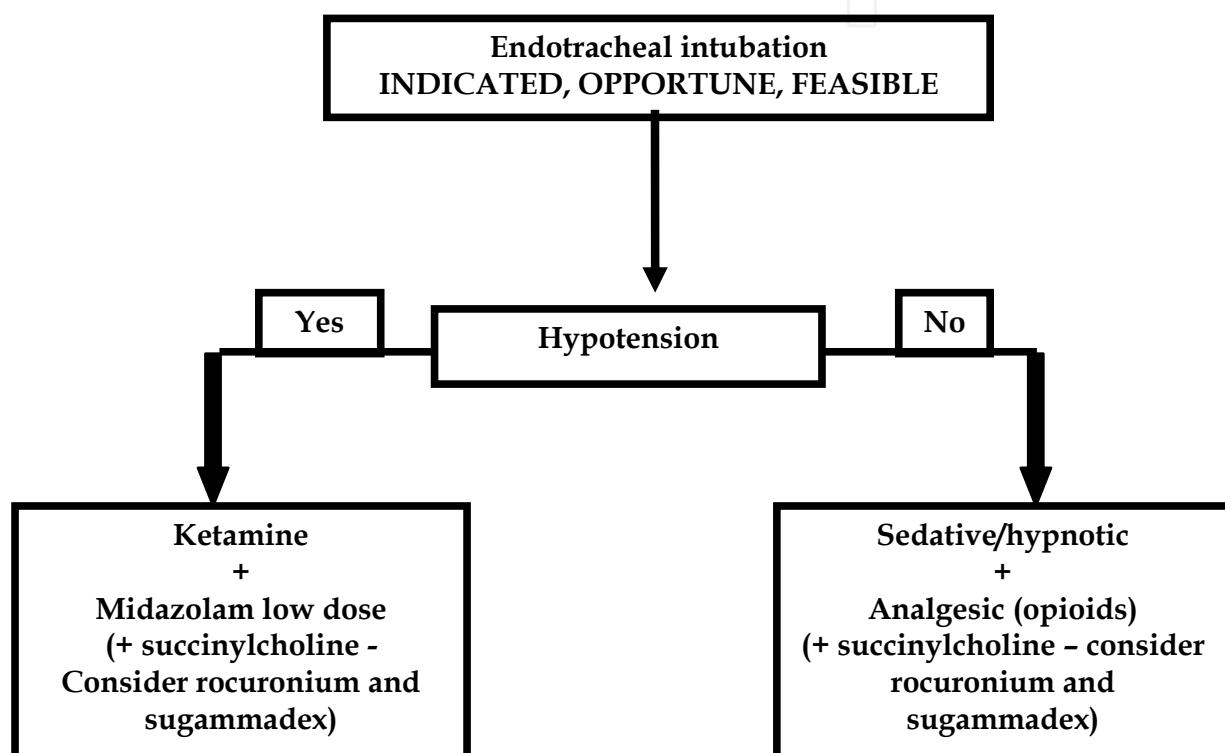 Endotracheal intubation
INDICATED, OPPORTUNE, FEASIBLE
Yes
Hypotension
No
Ketamine
+
Midazolam low dose
(+ succinylcholine -
Consider rocuronium and
sugammadex)
Sedative/hypnotic
+
Analgesic (opioids)
(+ succinylcholine – consider
rocuronium and
sugammadex)